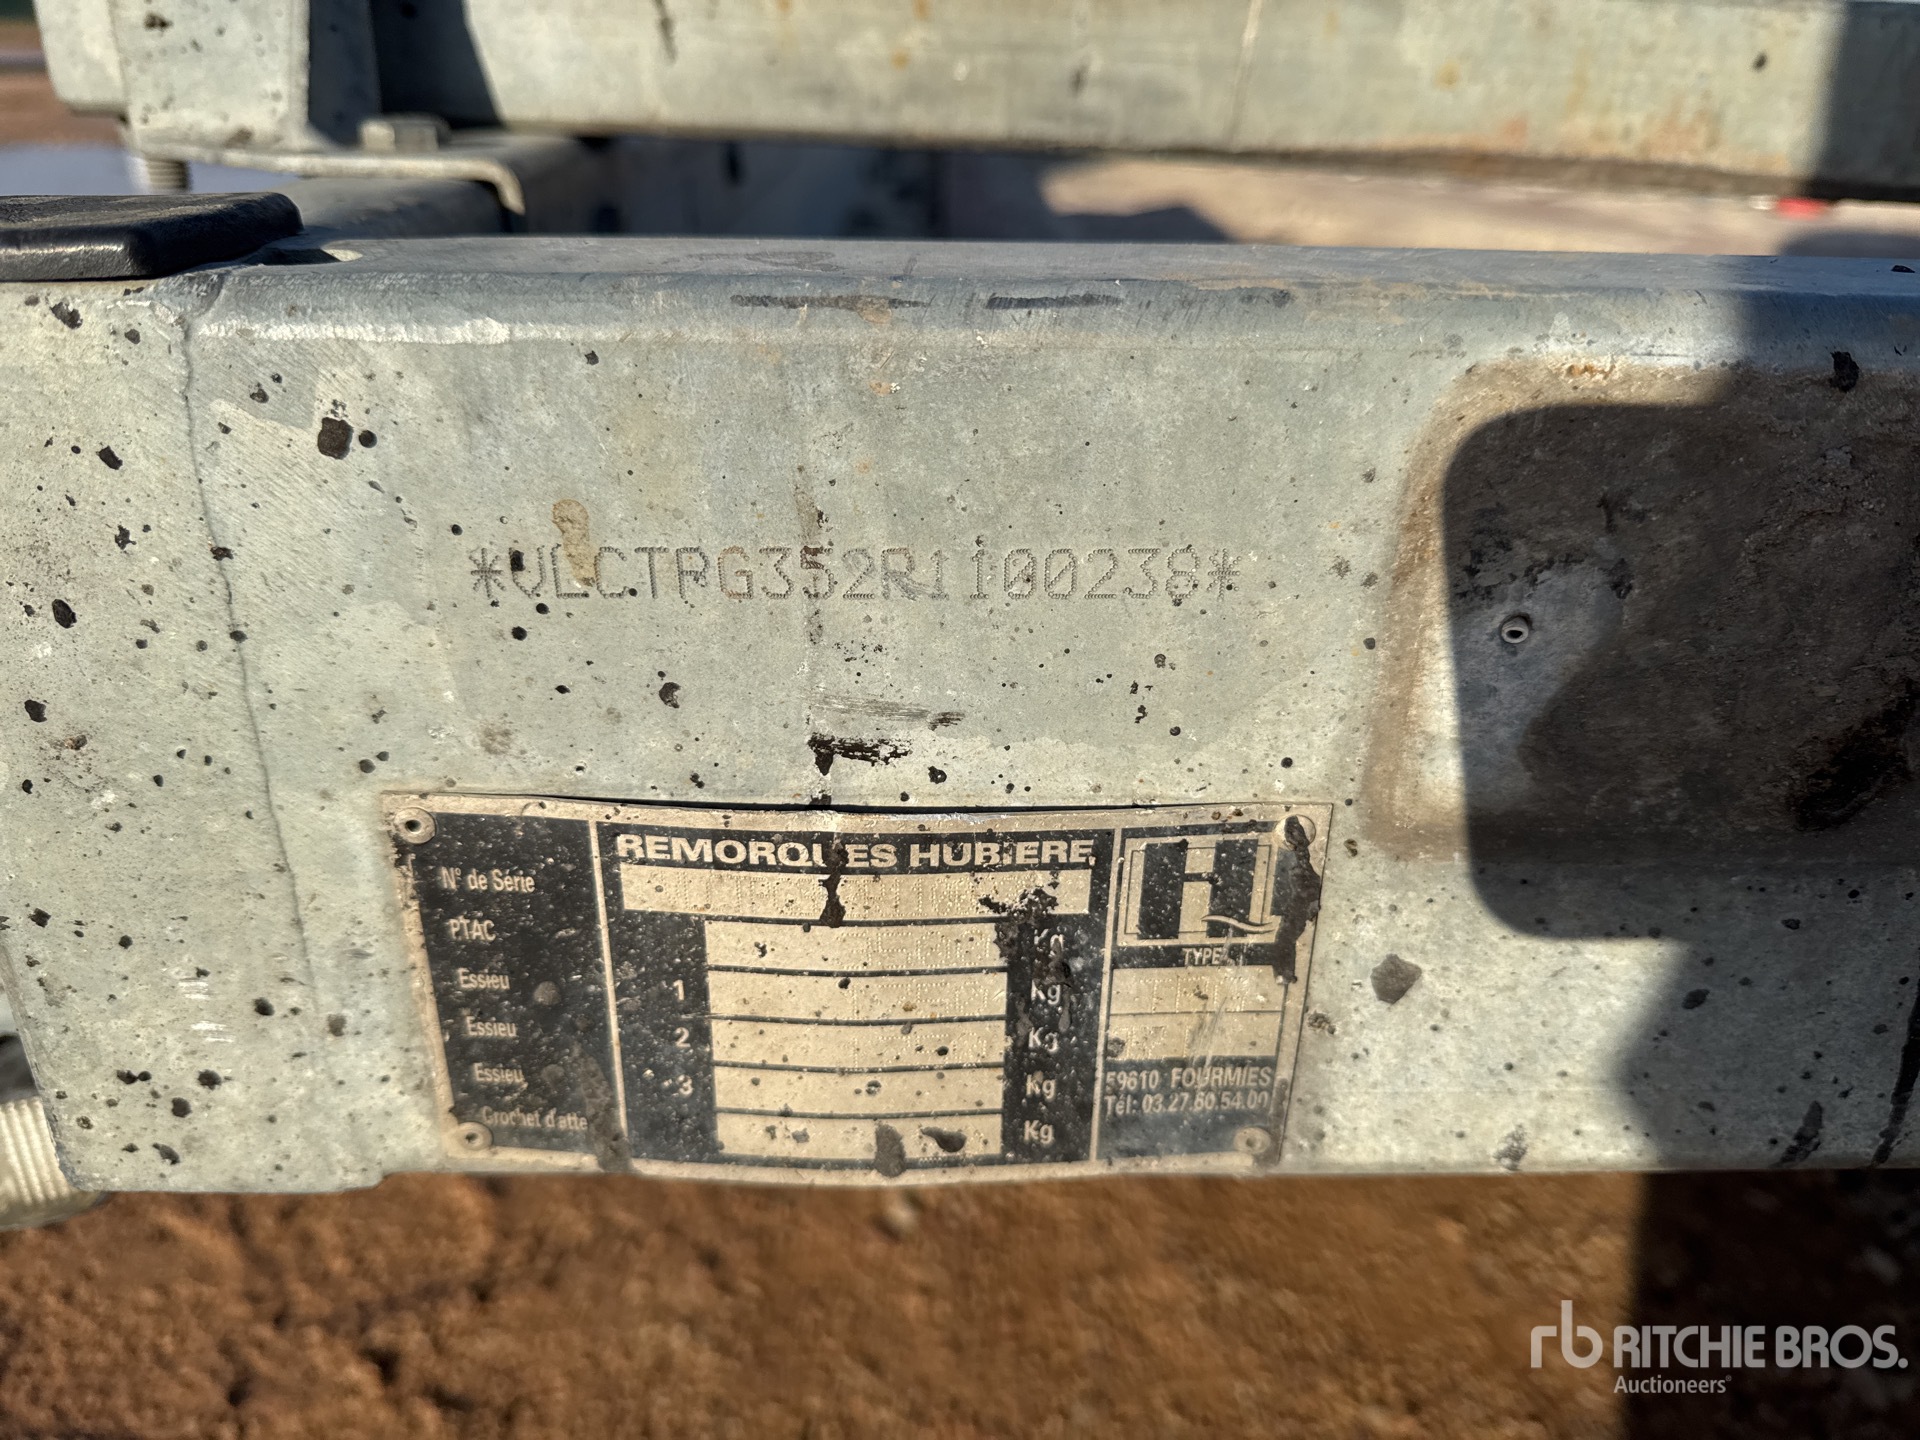 *VLCTPG352R1100238*
REMORQUES HUBIERE
N° de Série
PTAC Kg
Essieu 1 Kg
Essieu 2 Kg
Essieu 3 Kg
Crochet d'atte Kg
H
TYPE
59610 FOURMIES
Tél: 03.27.60.54.00
rb RITCHIE BROS.
Auctioneers